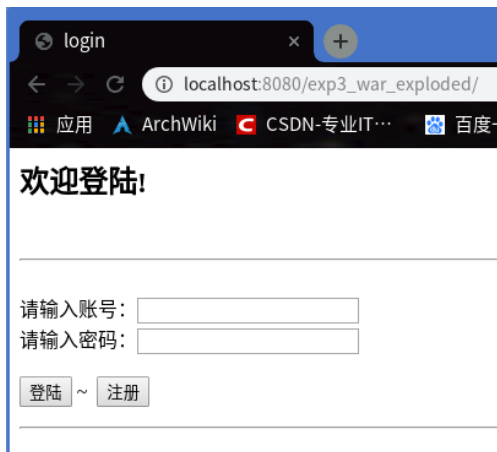 login
localhost:8080/exp3_war_exploded/
应用 ArchWiki CSDN-专业IT… 百度
欢迎登陆!
请输入账号：
请输入密码：
登陆 ~ 注册